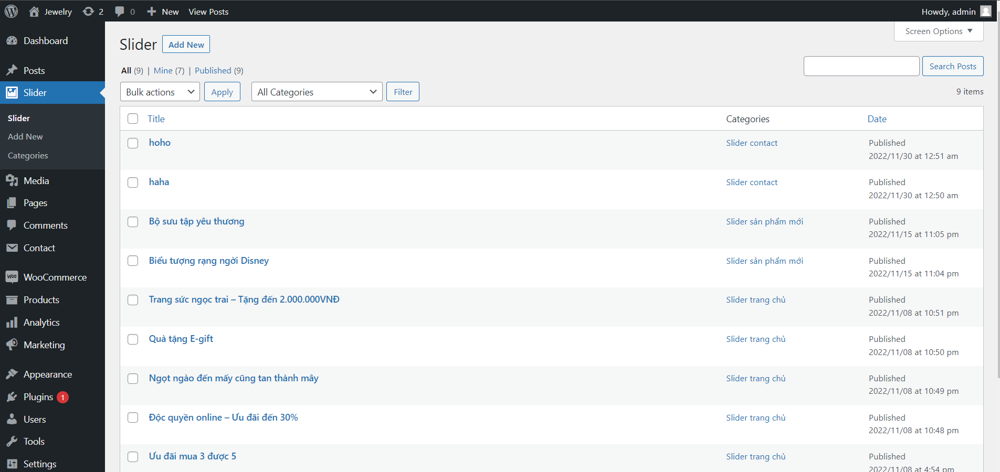 Jewelry 2 0 New View Posts Howdy, admin
Dashboard
Posts
Slider
Slider
Add New
Categories
Media
Pages
Comments
Contact
WooCommerce
Products
Analytics
Marketing
Appearance
Plugins 1
Users
Tools
Settings
Screen Options
Slider Add New
All (9) | Mine (7) | Published (9)
Search Posts
Bulk actions Apply All Categories Filter 9 items
Title Categories Date
hoho Slider contact Published
2022/11/30 at 12:51 am
haha Slider contact Published
2022/11/30 at 12:50 am
Bộ sưu tập yêu thương Slider sản phẩm mới Published
2022/11/15 at 11:05 pm
Biểu tượng rạng ngời Disney Slider sản phẩm mới Published
2022/11/15 at 11:04 pm
Trang sức ngọc trai – Tặng đến 2.000.000VNĐ Slider trang chủ Published
2022/11/08 at 10:51 pm
Quà tặng E-gift Slider trang chủ Published
2022/11/08 at 10:50 pm
Ngọt ngào đến mấy cũng tan thành mây Slider trang chủ Published
2022/11/08 at 10:49 pm
Độc quyền online – Ưu đãi đến 30% Slider trang chủ Published
2022/11/08 at 10:48 pm
Ưu đãi mua 3 được 5 Slider trang chủ Published
2022/11/08 at 4:54 pm